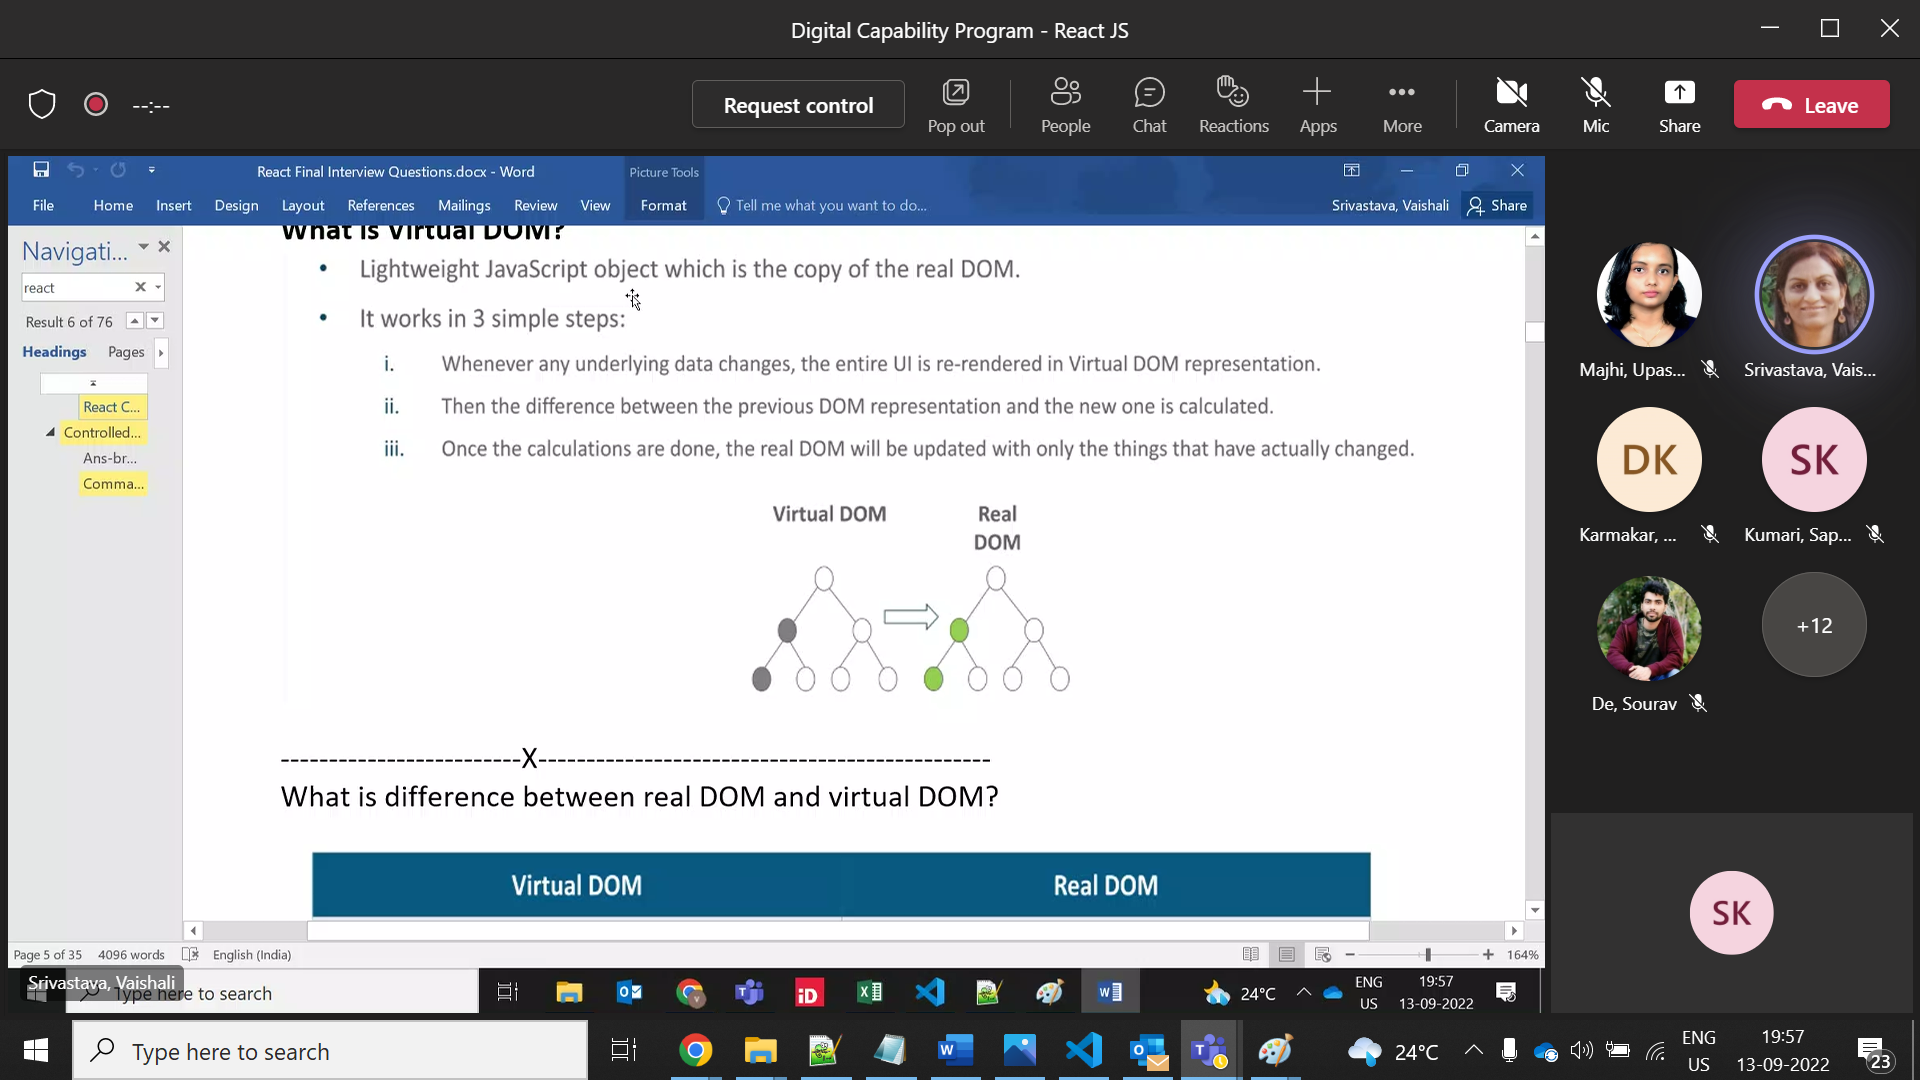 Digital Capability Program - React JS
--:--
Request control
Pop out
People
Chat
Reactions
Apps
More
Camera
Mic
Share
Leave
React Final Interview Questions.docx - Word
Picture Tools
File
Home
Insert
Design
Layout
References
Mailings
Review
View
Format
Tell me what you want to do...
Srivastava, Vaishali
Share
Navigati...
react
Result 6 of 76
Headings
Pages
React C...
Controlled...
Ans-br...
Comma...
What is Virtual DOM?
• Lightweight JavaScript object which is the copy of the real DOM.
• It works in 3 simple steps:
i. Whenever any underlying data changes, the entire UI is re-rendered in Virtual DOM representation.
ii. Then the difference between the previous DOM representation and the new one is calculated.
iii. Once the calculations are done, the real DOM will be updated with only the things that have actually changed.
Virtual DOM
Real
DOM
-------------------------X-----------------------------------------------
What is difference between real DOM and virtual DOM?
Virtual DOM
Real DOM
Page 5 of 35
4096 words
English (India)
164%
Srivastava, Vaishali
Type here to search
24°C
ENG
US
19:57
13-09-2022
Majhi, Upas...
Srivastava, Vais...
DK
Karmakar, ...
SK
Kumari, Sap...
De, Sourav
+12
SK
Type here to search
24°C
ENG
US
19:57
13-09-2022
23